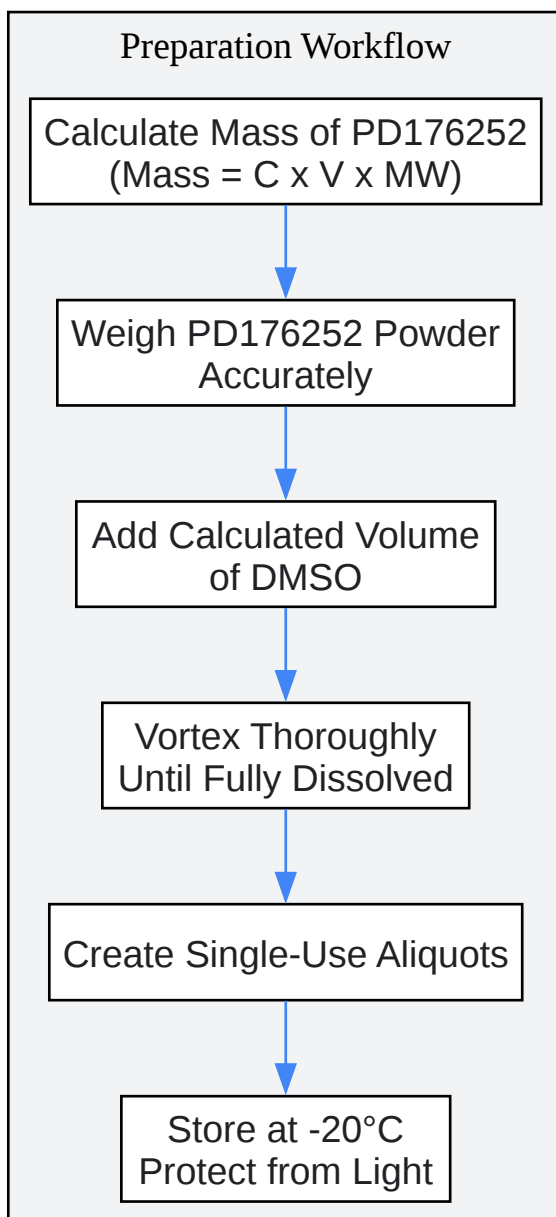 Preparation Workflow
Calculate Mass of PD176252
(Mass = C x V x MW)
Weigh PD176252 Powder
Accurately
Add Calculated Volume
of DMSO
Vortex Thoroughly
Until Fully Dissolved
Create Single-Use Aliquots
Store at -20°C
Protect from Light